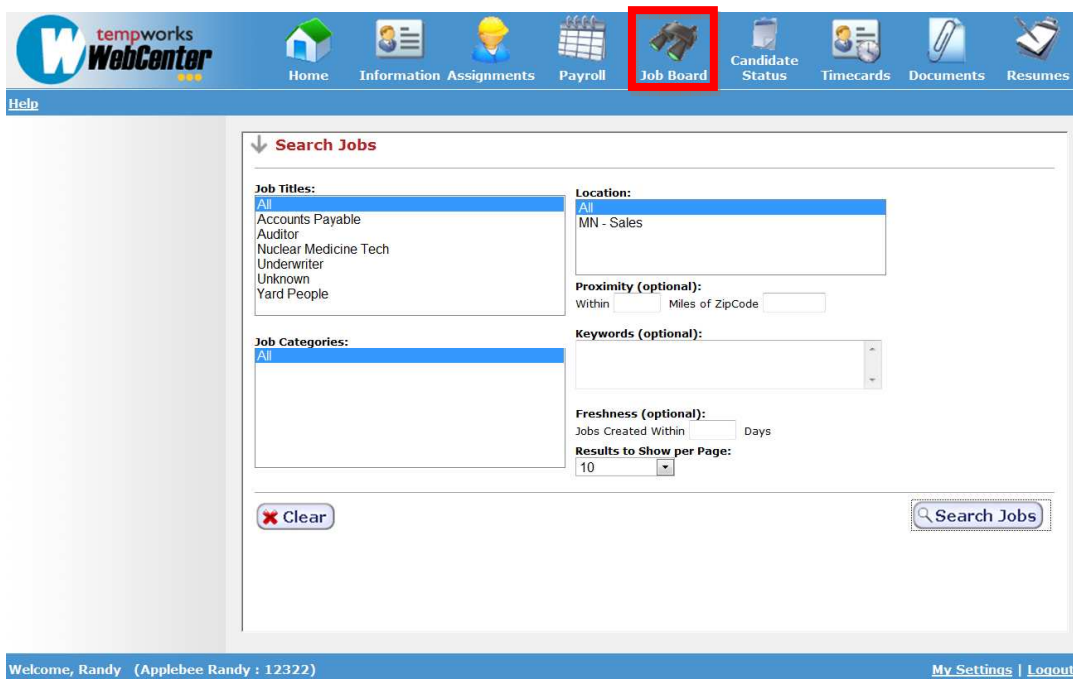 tempworks
WebCenter
Home Information Assignments Payroll Job Board Candidate Status Timecards Documents Resumes
Help
Search Jobs
Job Titles:
All
Accounts Payable
Auditor
Nuclear Medicine Tech
Underwriter
Unknown
Yard People
Location:
All
MN - Sales
Proximity (optional):
Within Miles of ZipCode
Job Categories:
All
Keywords (optional):
Freshness (optional):
Jobs Created Within Days
Results to Show per Page:
10
Clear
Search Jobs
Welcome, Randy (Applebee Randy : 12322)
My Settings | Logout